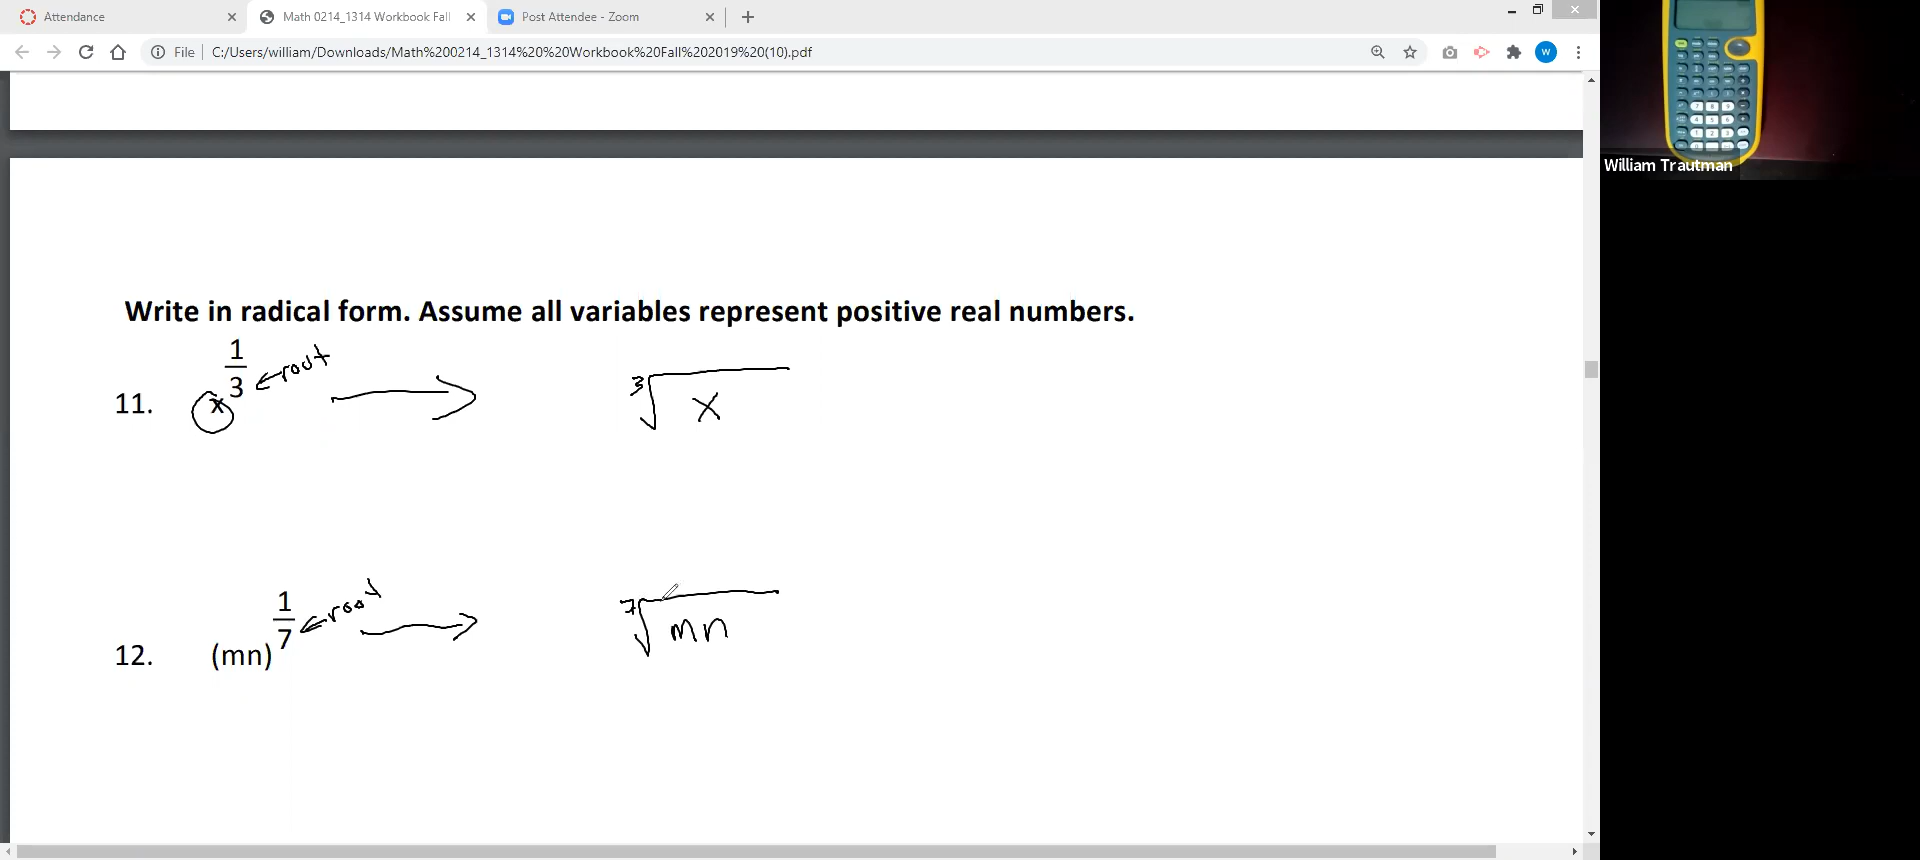 Attendance
Math 0214_1314 Workbook Fall
Post Attendee - Zoom
File C:/Users/william/Downloads/Math%200214_1314%20%20Workbook%20Fall%202019%20(10).pdf
W
William Trautman
Write in radical form. Assume all variables represent positive real numbers.
11. x^(1/3) ← root → ∛x
12. (mn)^(1/7) ← root → ⁷√mn